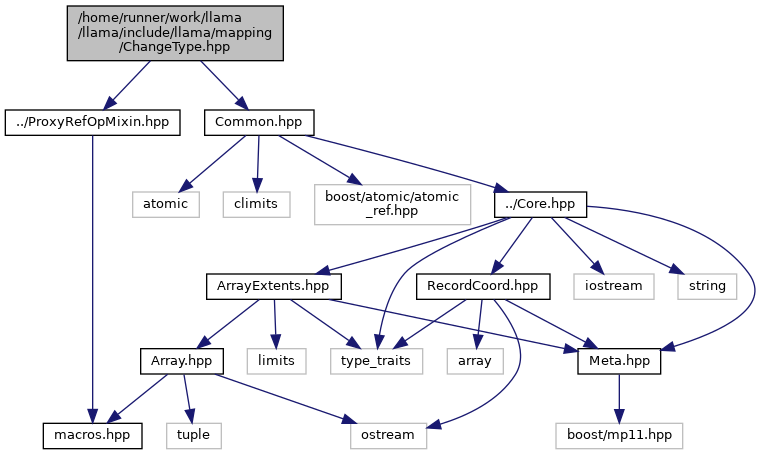 /home/runner/work/llama
/llama/include/llama/mapping
/ChangeType.hpp
../ProxyRefOpMixin.hpp
Common.hpp
atomic
climits
boost/atomic/atomic
_ref.hpp
../Core.hpp
ArrayExtents.hpp
RecordCoord.hpp
iostream
string
Array.hpp
limits
type_traits
array
Meta.hpp
macros.hpp
tuple
ostream
boost/mp11.hpp